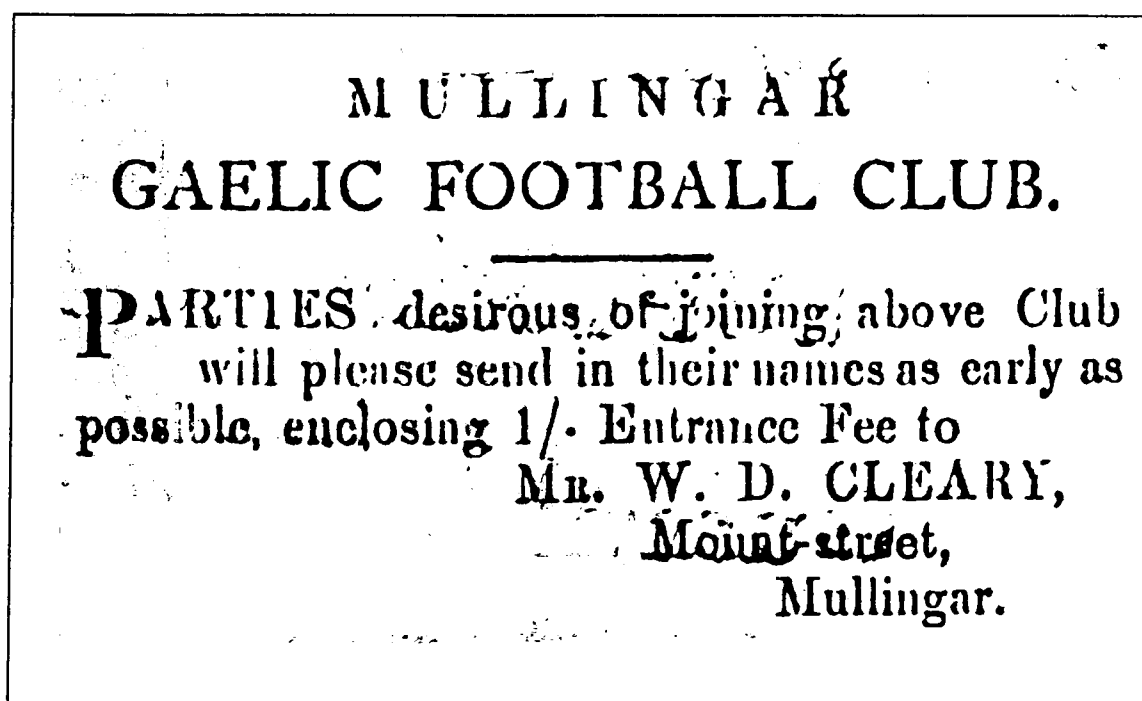 MULLINGAR
GAELIC FOOTBALL CLUB.
PARTIES desirous of joining above Club
will please send in their names as early as
possible, enclosing 1/- Entrance Fee to
MR. W. D. CLEARY,
Mount-street,
Mullingar.